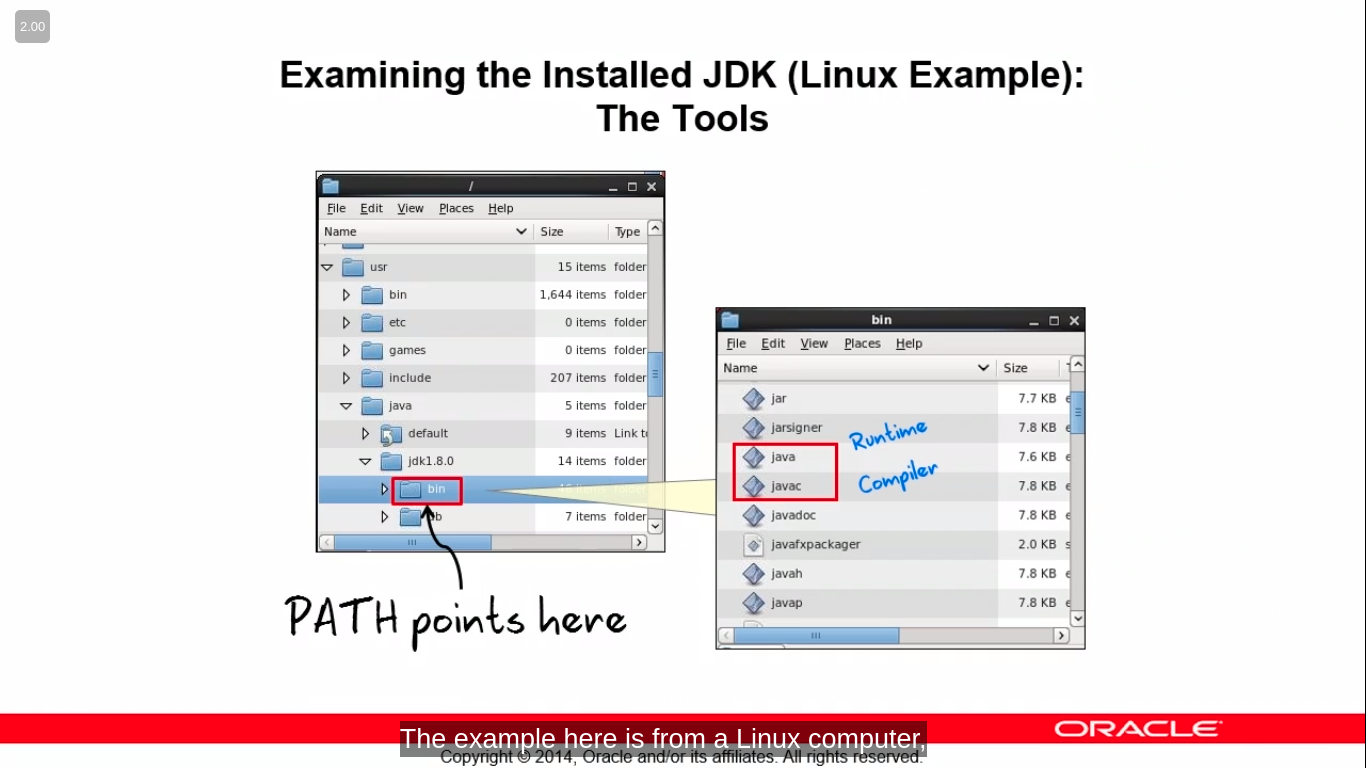 2.00
Examining the Installed JDK (Linux Example):
The Tools
/
File Edit View Places Help
Name Size Type
usr 15 items folder
bin 1,644 items folder
etc 0 items folder
games 0 items folder
include 207 items folder
java 5 items folder
default 9 items Link to
jdk1.8.0 14 items folder
bin
7 items folder
PATH points here
bin
File Edit View Places Help
Name Size
jar 7.7 KB e
jarsigner 7.8 KB e
java 7.6 KB e
Runtime
javac 7.8 KB e
Compiler
javadoc 7.8 KB e
javafxpackager 2.0 KB s
javah 7.8 KB e
javap 7.8 KB e
ORACLE
The example here is from a Linux computer,
Copyright © 2014, Oracle and/or its affiliates. All rights reserved.